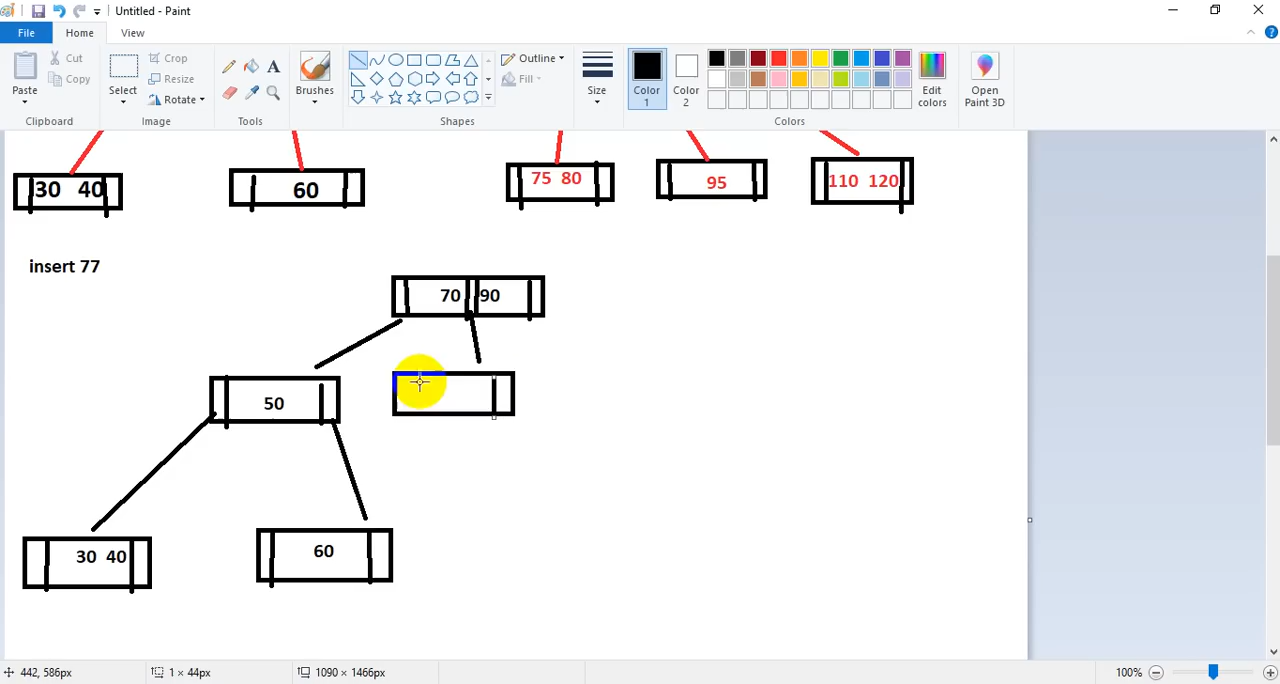 Untitled - Paint
File Home View
Paste Cut Copy
Clipboard
Select Crop Resize Rotate
Image
Tools
Brushes
Outline Fill
Shapes
Size
Color 1 Color 2 Edit colors
Colors
Open Paint 3D
30 40 60 75 80 95 110 120
insert 77
70 90
50
30 40 60
442, 586px 1 × 44px 1090 × 1466px 100%